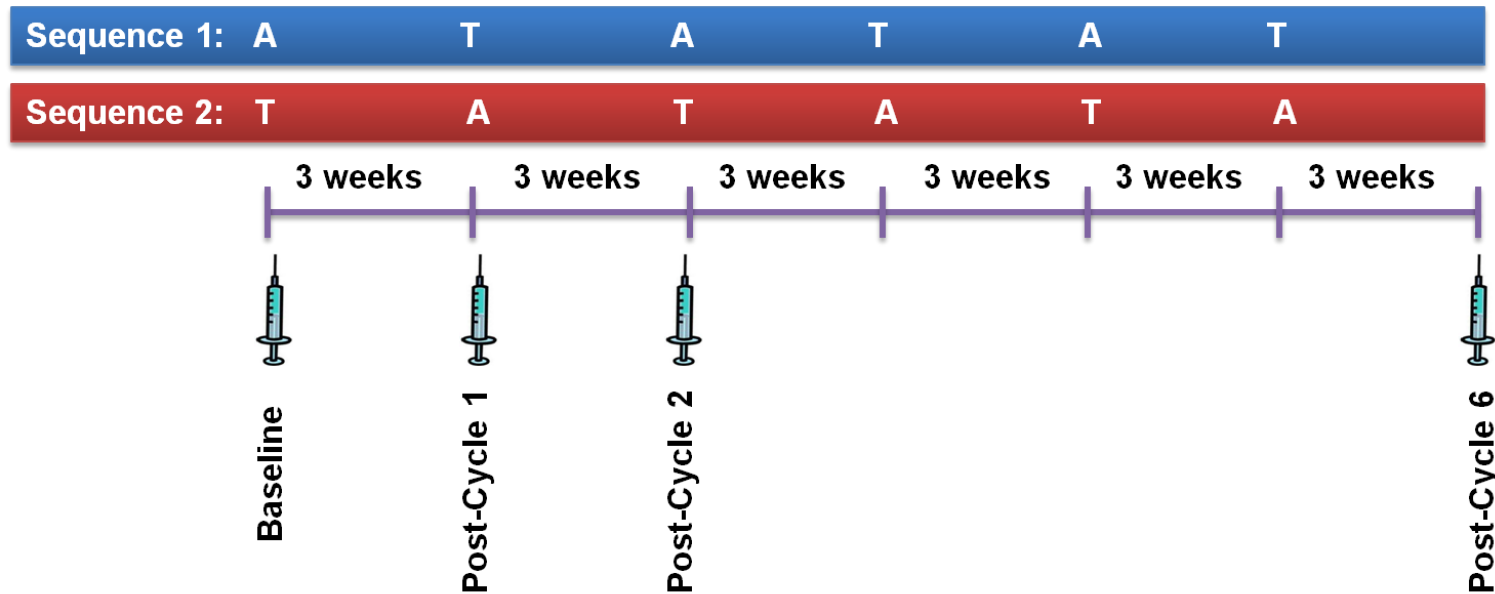 Sequence 1: A T A T A T
Sequence 2: T A T A T A
3 weeks 3 weeks 3 weeks 3 weeks 3 weeks 3 weeks
Baseline
Post-Cycle 1
Post-Cycle 2
Post-Cycle 6